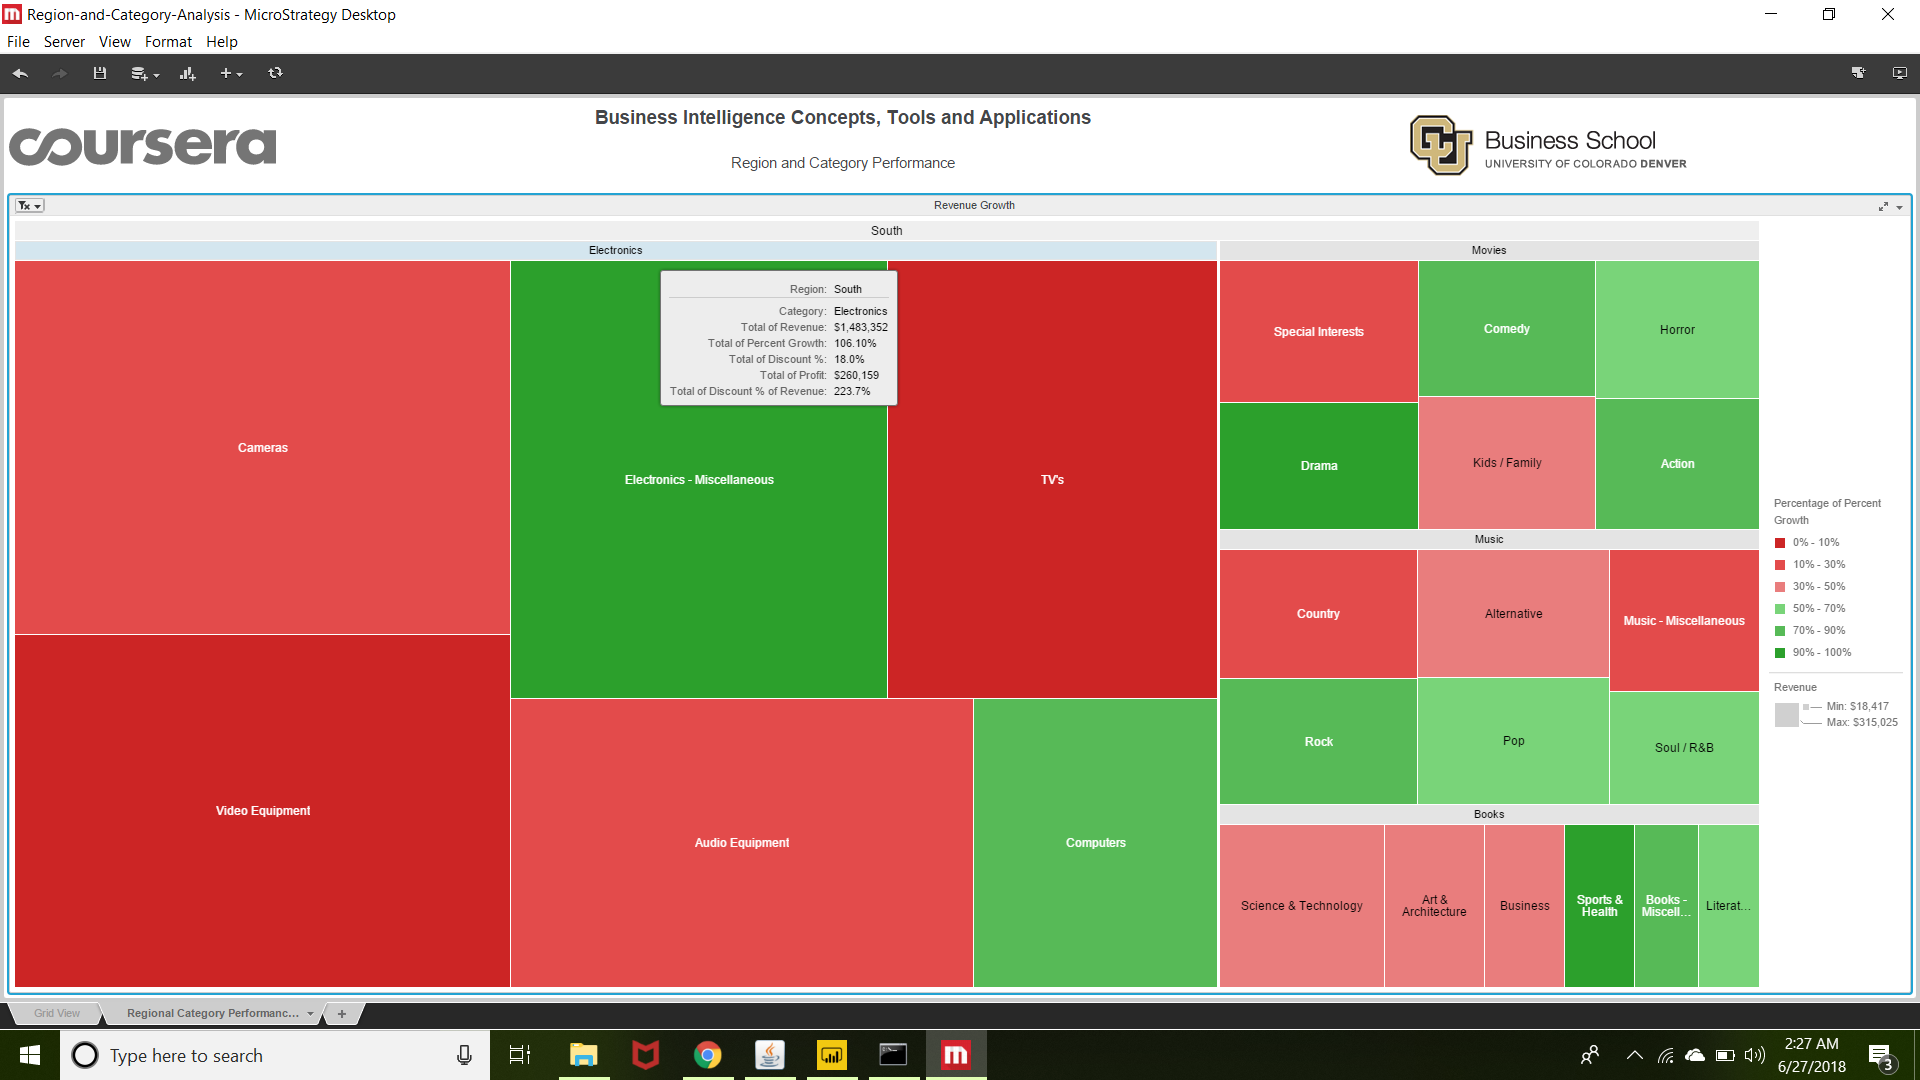 Region-and-Category-Analysis - MicroStrategy Desktop
File Server View Format Help
coursera
Business Intelligence Concepts, Tools and Applications
Region and Category Performance
CU
Business School
UNIVERSITY OF COLORADO DENVER
Revenue Growth
South
Electronics
Movies
Region: South
Category: Electronics
Total of Revenue: $1,483,352
Total of Percent Growth: 106.10%
Total of Discount %: 18.0%
Total of Profit: $260,159
Total of Discount % of Revenue: 223.7%
Cameras
Electronics - Miscellaneous
TV's
Video Equipment
Audio Equipment
Computers
Special Interests
Comedy
Horror
Drama
Kids / Family
Action
Music
Country
Alternative
Music - Miscellaneous
Rock
Pop
Soul / R&B
Books
Science & Technology
Art &
Architecture
Business
Sports &
Health
Books -
Miscell...
Literat...
Percentage of Percent
Growth
0% - 10%
10% - 30%
30% - 50%
50% - 70%
70% - 90%
90% - 100%
Revenue
Min: $18,417
Max: $315,025
Grid View
Regional Category Performanc...
Type here to search
2:27 AM
6/27/2018
3